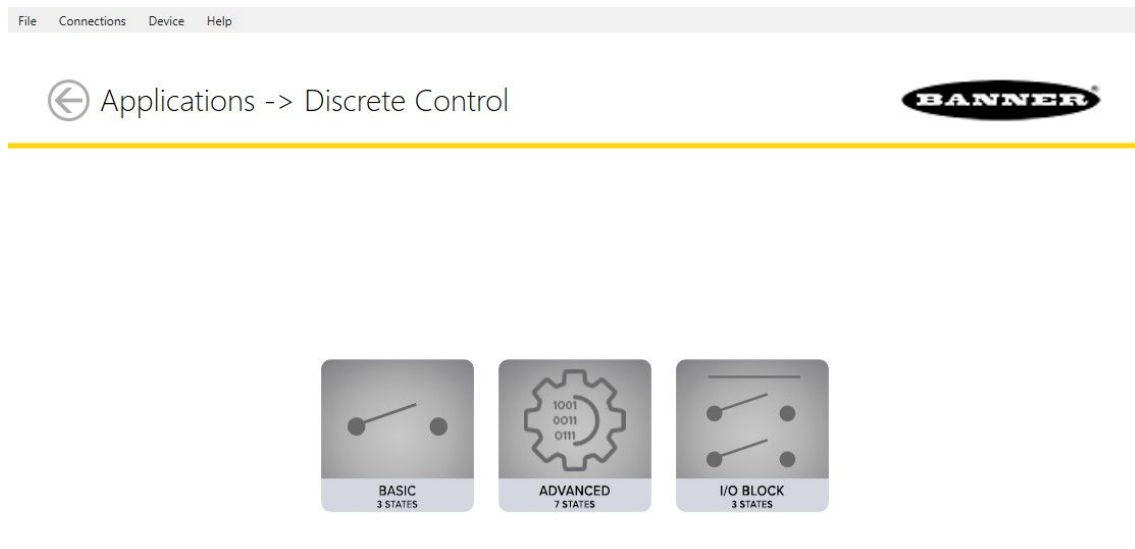 File Connections Device Help
Applications -> Discrete Control
BANNER®
1001
0011
0111
BASIC
3 STATES
ADVANCED
7 STATES
I/O BLOCK
3 STATES